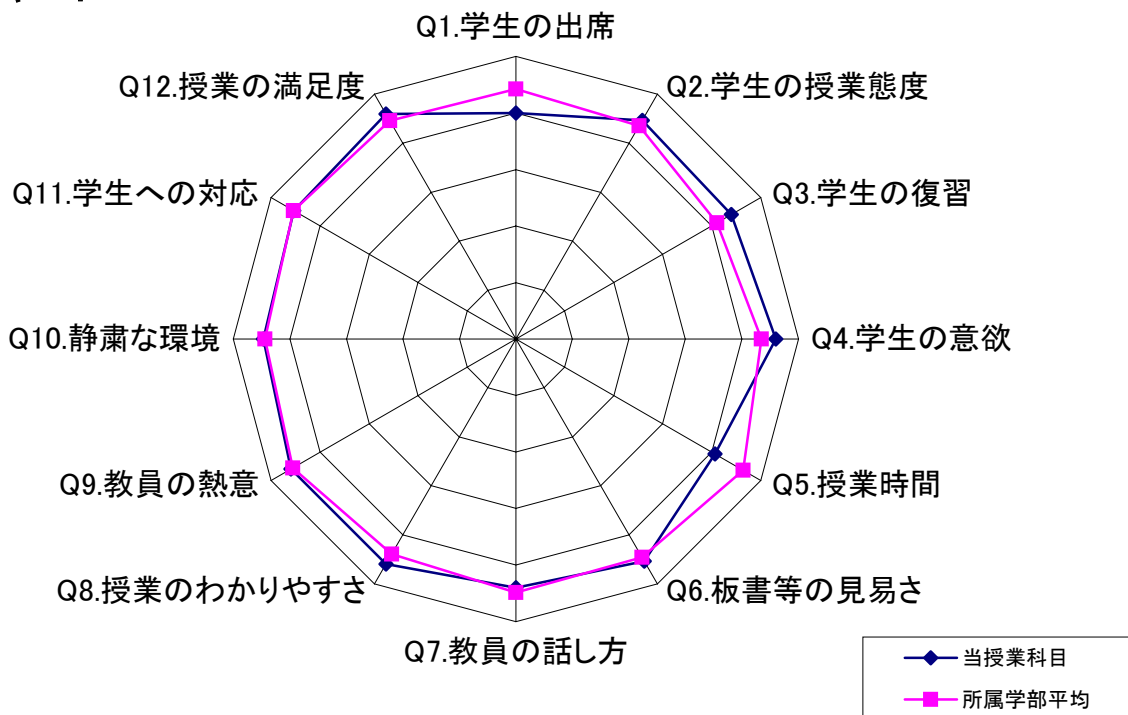 Q1.学生の出席
Q2.学生の授業態度
Q3.学生の復習
Q4.学生の意欲
Q5.授業時間
Q6.板書等の見易さ
Q7.教員の話し方
Q8.授業のわかりやすさ
Q9.教員の熱意
Q10.静粛な環境
Q11.学生への対応
Q12.授業の満足度
当授業科目
所属学部平均